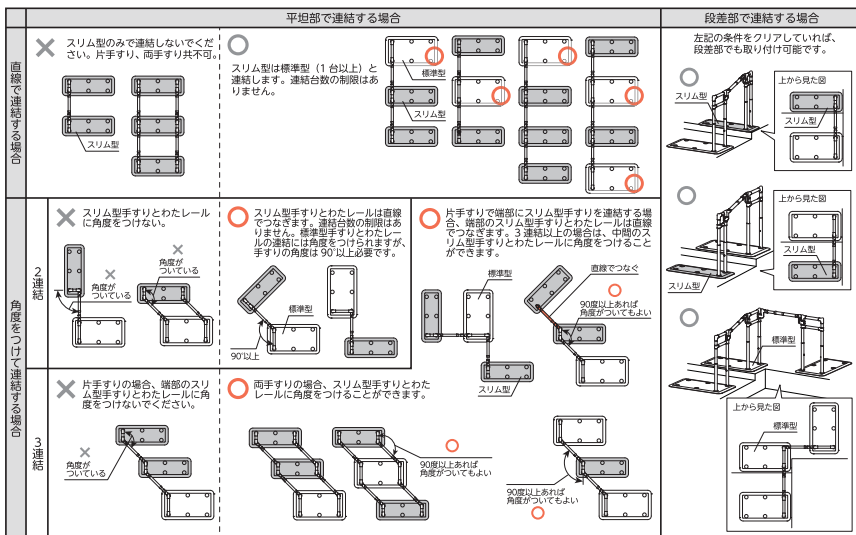 平坦部で連結する場合
段差部で連結する場合
直線で連結する場合
スリム型のみで連結しないでくだ
さい。片手すり、両手すり共不可。
スリム型
スリム型は標準型（1 台以上）と
連結します。連結台数の制限はあ
りません。
標準型
スリム型
左記の条件をクリアしていれば、
段差部でも取り付け可能です。
スリム型
上から見た図
スリム型
上から見た図
スリム型
スリム型
標準型
上から見た図
標準型
角度をつけて連結する場合
2連結
スリム型手すりとわたレール
に角度をつけない。
角度が
ついている
角度が
ついている
スリム型手すりとわたレールは直線
でつなぎます。連結台数の制限はあ
りません。標準型手すりとわたレー
ルの連結には角度をつけられますが、
手すりの角度は 90°以上必要です。
標準型
90°以上
片手すりで端部にスリム型手すりを連結する場
合、端部のスリム型手すりとわたレールは直線
でつなぎます。3 連結以上の場合は、中間のス
リム型手すりとわたレールに角度をつけること
ができます。
標準型
スリム型
直線でつなぐ
90度以上あれば
角度がついてもよい
3連結
片手すりの場合、端部のスリ
ム型手すりとわたレールに角
度をつけないでください。
角度が
ついている
両手すりの場合、スリム型手すりとわた
レールに角度をつけることができます。
90度以上あれば
角度がついてもよい
90度以上あれば
角度がついてもよい